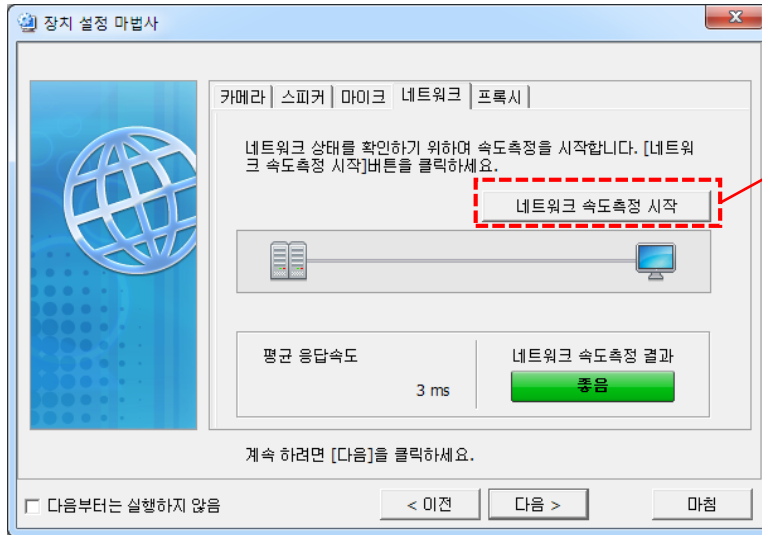 장치 설정 마법사
카메라 스피커 마이크 네트워크 프록시
네트워크 상태를 확인하기 위하여 속도측정을 시작합니다. [네트워
크 속도측정 시작]버튼을 클릭하세요.
네트워크 속도측정 시작
평균 응답속도
3 ms
네트워크 속도측정 결과
좋음
계속 하려면 [다음]을 클릭하세요.
다음부터는 실행하지 않음
< 이전 다음 > 마침